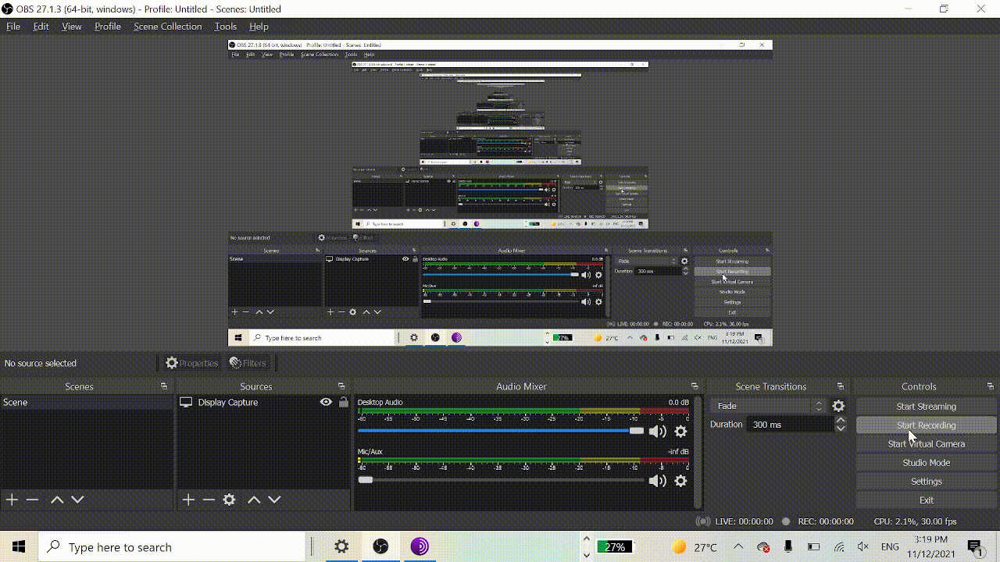 OBS 27.1.3 (64-bit, windows) - Profile: Untitled - Scenes: Untitled
File Edit View Profile Scene Collection Tools Help
OBS 27.1.3 (64-bit, windows) - Profile: Untitled - Scenes: Untitled
File Edit View Profile Scene Collection Tools Help
No source selected Properties Filters
Scenes Sources Audio Mixer Scene Transitions Controls
Scene Display Capture Desktop Audio 0.0 dB Fade Start Streaming
Duration 300 ms Start Recording
Mic/Aux -inf dB Start Virtual Camera
Studio Mode
Settings
Exit
LIVE: 00:00:00 REC: 00:00:00 CPU: 2.1%, 30.00 fps
Type here to search 27% 27°C ENG 3:19 PM
11/12/2021
No source selected Properties Filters
Scenes Sources Audio Mixer Scene Transitions Controls
Scene Display Capture Desktop Audio 0.0 dB Fade Start Streaming
-60 -55 -50 -45 -40 -35 -30 -25 -20 -15 -10 -5 0
Duration 300 ms Start Recording
Start Virtual Camera
Mic/Aux -inf dB
-60 -55 -50 -45 -40 -35 -30 -25 -20 -15 -10 -5 0
Studio Mode
Settings
Exit
LIVE: 00:00:00 REC: 00:00:00 CPU: 2.1%, 30.00 fps
Type here to search 27% 27°C ENG 3:19 PM
11/12/2021 1